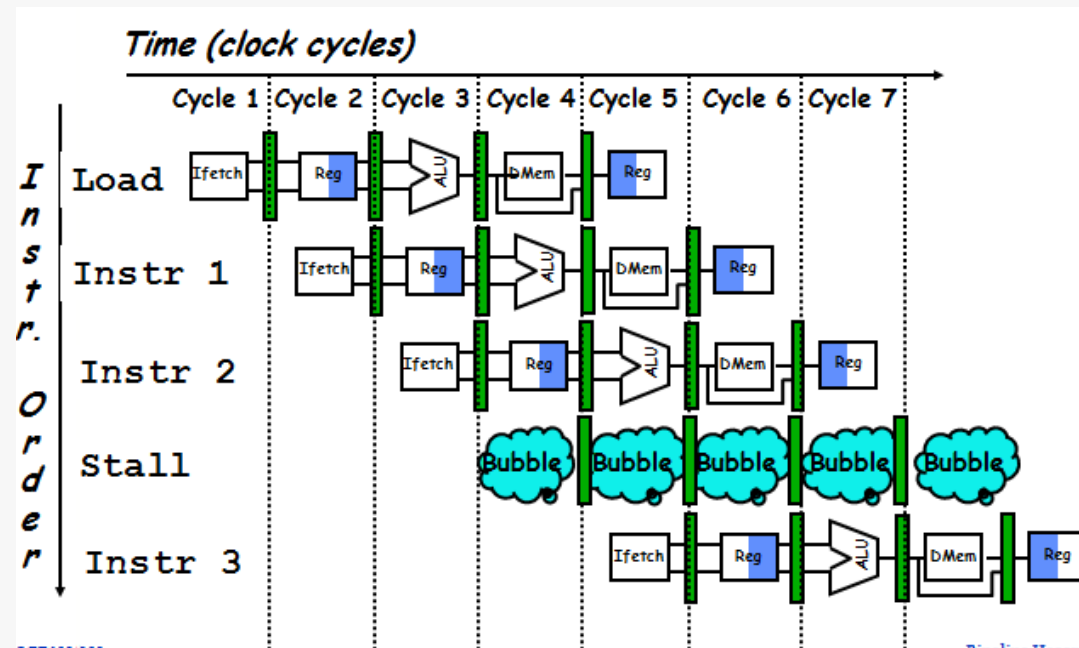 Time (clock cycles)
Cycle 1 Cycle 2 Cycle 3 Cycle 4 Cycle 5 Cycle 6 Cycle 7
Instr. Order
Load Ifetch Reg ALU DMem Reg
Instr 1 Ifetch Reg ALU DMem Reg
Instr 2 Ifetch Reg ALU DMem Reg
Stall Bubble Bubble Bubble Bubble Bubble
Instr 3 Ifetch Reg ALU DMem Reg